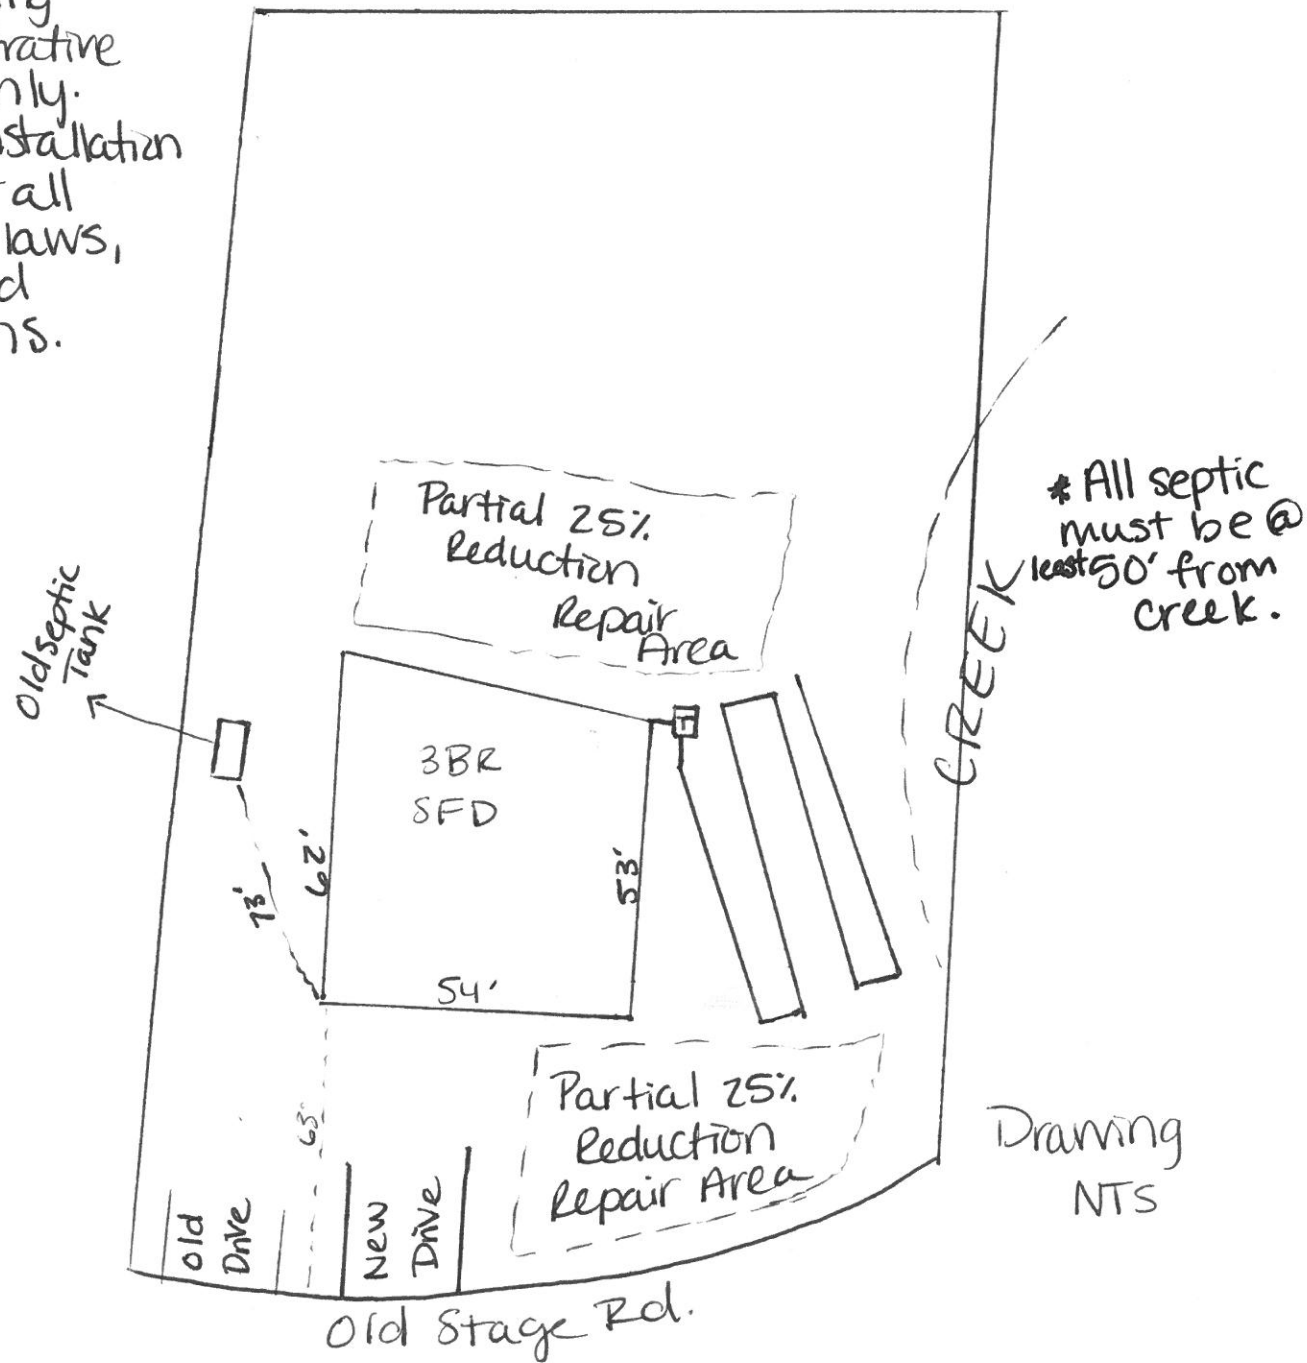 rative
nly.
stallation
all
laws,
d
ns.
Partial 25%
Reduction
Repair
Area
* All septic
must be @
least 50' from
creek.
CREEK
Old septic
Tank
3BR
SFD
62'
53'
73'
54'
63'
Partial 25%
Reduction
Repair Area
Drawing
NTS
Old
Drive
New
Drive
Old Stage Rd.